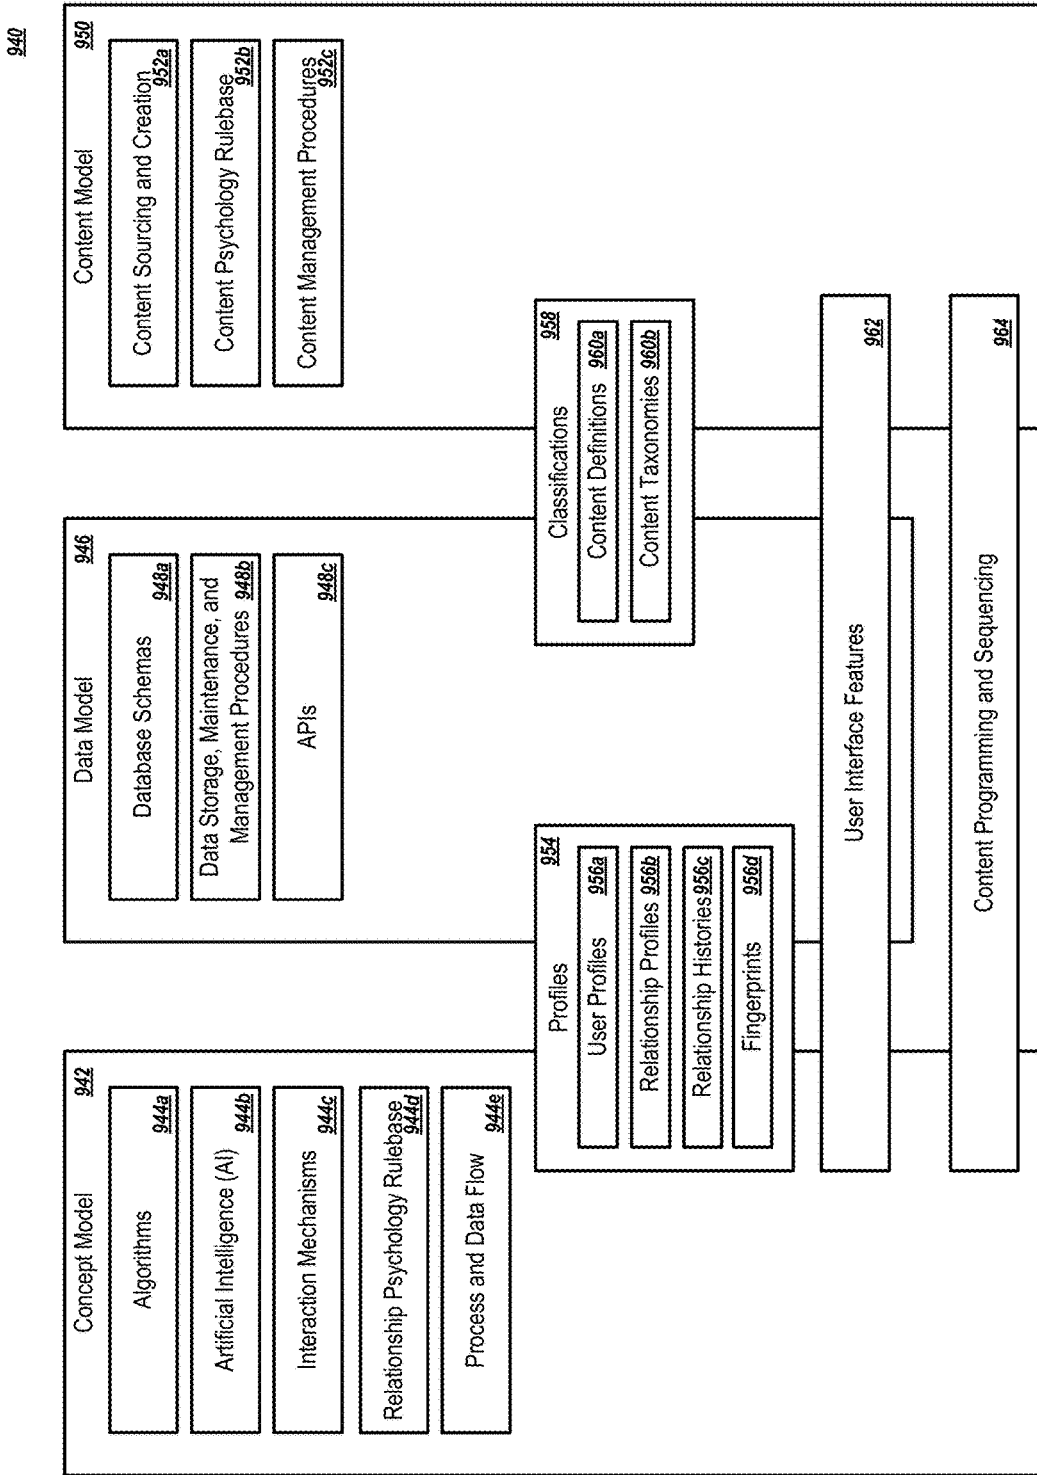 940
Concept Model
942
Algorithms
944a
Artificial Intelligence (AI)
944b
Interaction Mechanisms
944c
Relationship Psychology Rulebase
944d
Process and Data Flow
944e
Data Model
946
Database Schemas
948a
Data Storage, Maintenance, and
Management Procedures 948b
APIs
948c
Content Model
950
Content Sourcing and Creation
952a
Content Psychology Rulebase
952b
Content Management Procedures
952c
Profiles
954
User Profiles 956a
Relationship Profiles 956b
Relationship Histories 956c
Fingerprints 956d
Classifications
958
Content Definitions 960a
Content Taxonomies 960b
User Interface Features
962
Content Programming and Sequencing
964